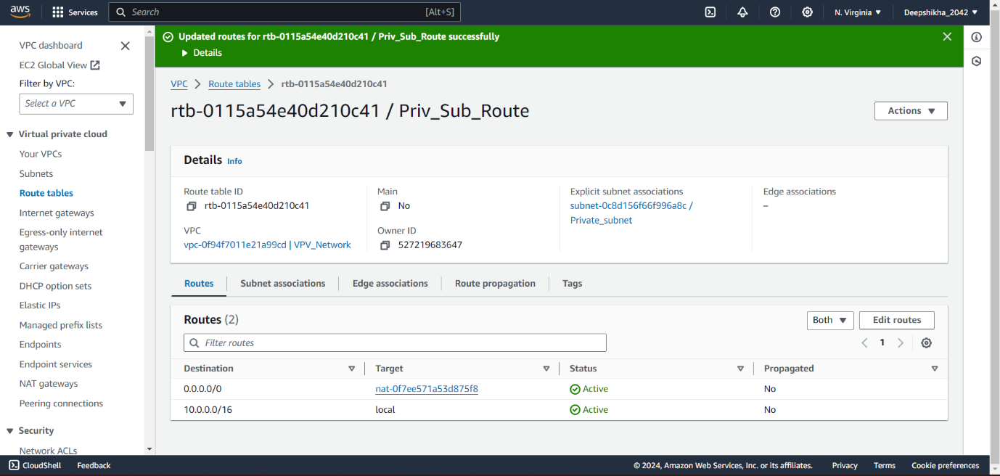 aws
Services
Search
[Alt+S]
N. Virginia
Deepshikha_2042
VPC dashboard
EC2 Global View
Filter by VPC:
Select a VPC
Virtual private cloud
Your VPCs
Subnets
Route tables
Internet gateways
Egress-only internet
gateways
Carrier gateways
DHCP option sets
Elastic IPs
Managed prefix lists
Endpoints
Endpoint services
NAT gateways
Peering connections
Security
Network ACLs
Updated routes for rtb-0115a54e40d210c41 / Priv_Sub_Route successfully
Details
VPC Route tables rtb-0115a54e40d210c41
rtb-0115a54e40d210c41 / Priv_Sub_Route
Actions
Details Info
Route table ID
rtb-0115a54e40d210c41
VPC
vpc-0f94f7011e21a99cd | VPV_Network
Main
No
Owner ID
527219683647
Explicit subnet associations
subnet-0c8d156f66f996a8c /
Private_subnet
Edge associations
–
Routes Subnet associations Edge associations Route propagation Tags
Routes (2)
Both
Edit routes
Filter routes
1
Destination Target Status Propagated
0.0.0.0/0 nat-0f7ee571a53d875f8 Active No
10.0.0.0/16 local Active No
CloudShell Feedback
© 2024, Amazon Web Services, Inc. or its affiliates. Privacy Terms Cookie preferences